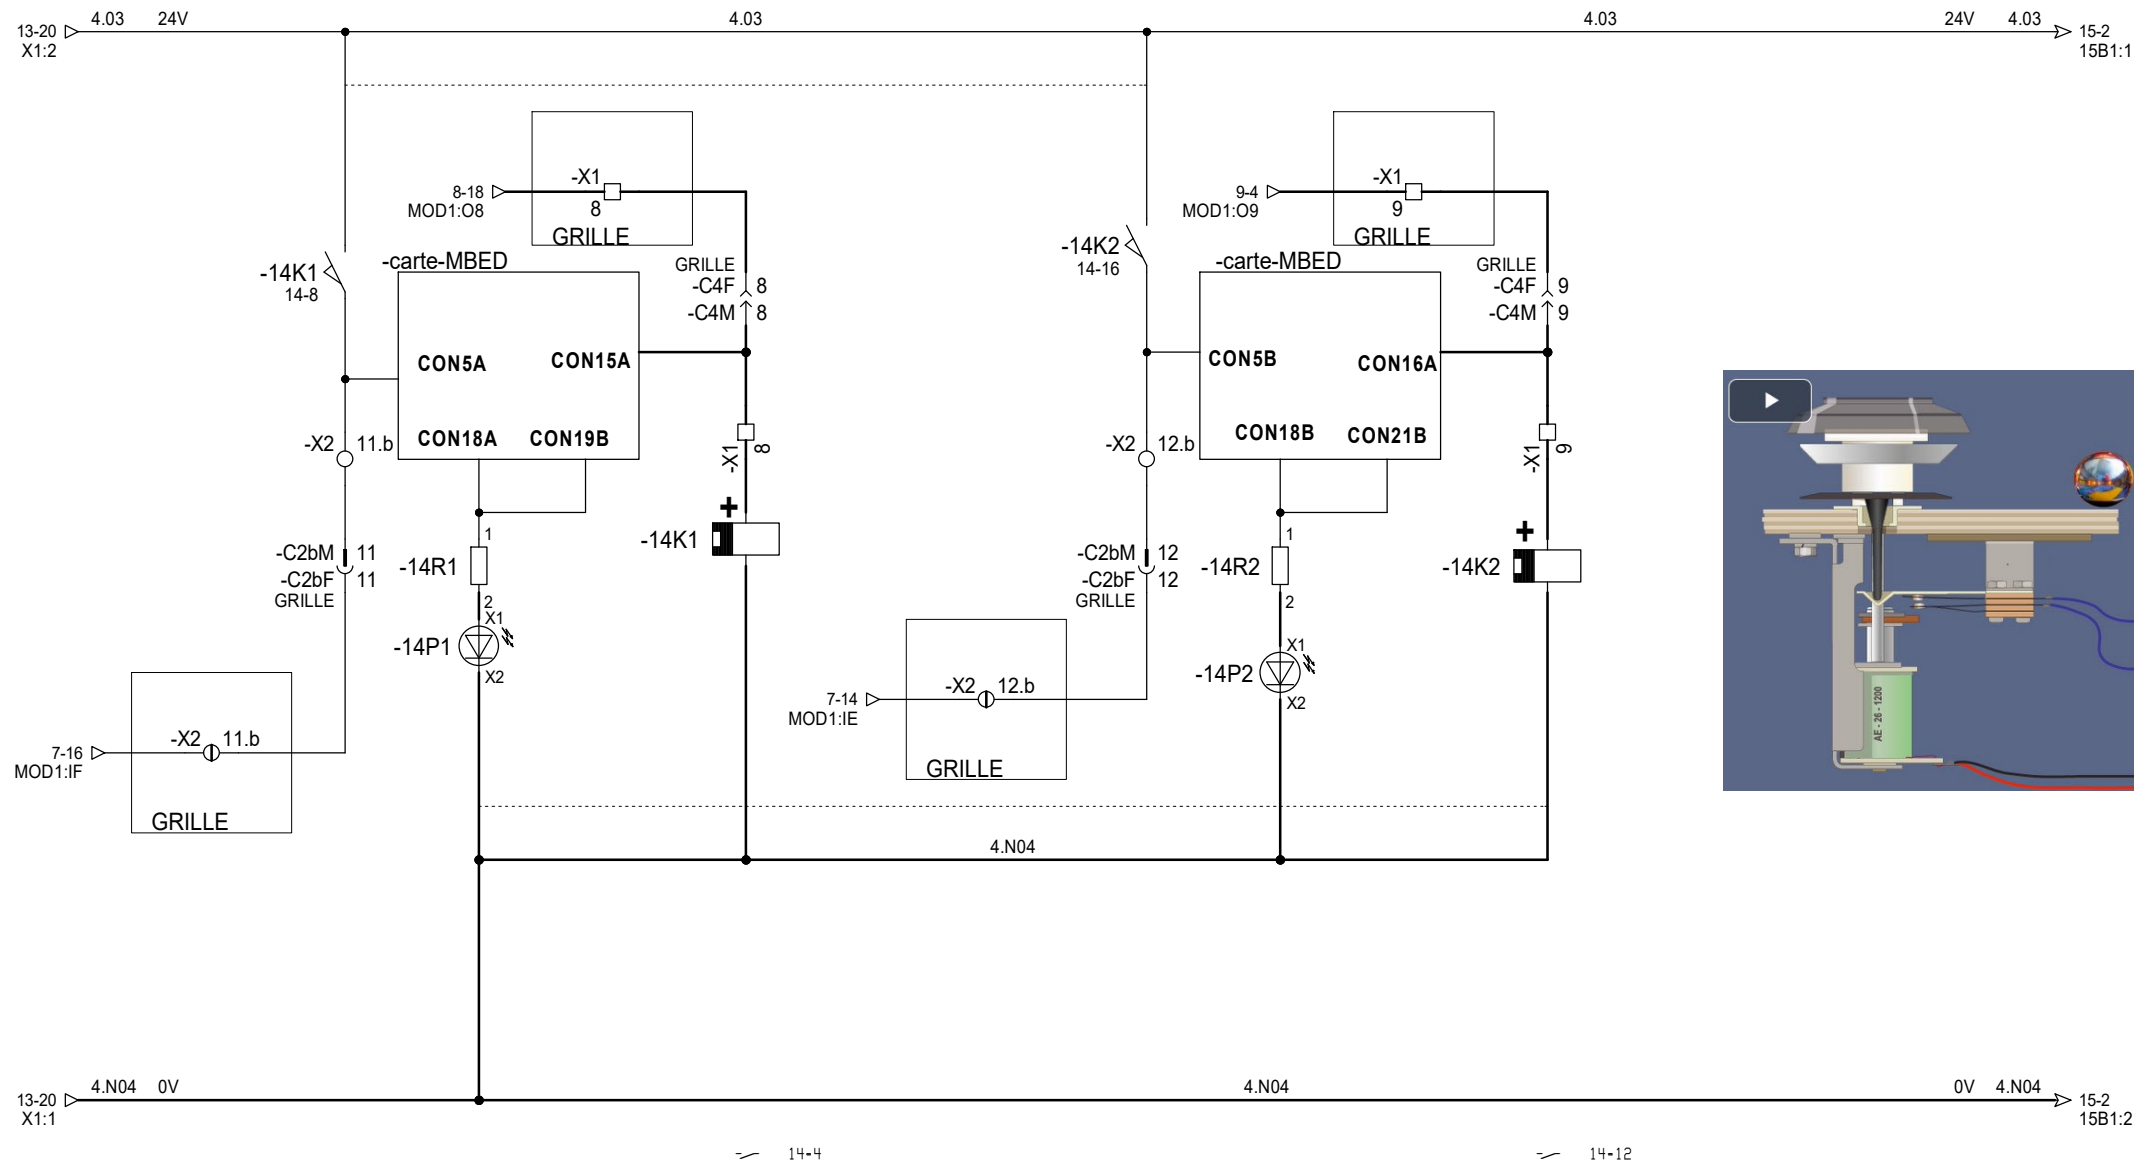 4.03 24V 4.03 4.03 24V 4.03
13-20 15-2
X1:2 15B1:1
-X1 -X1
8-18 9-4
MOD1:O8 8 MOD1:O9 9
GRILLE GRILLE
-14K1 -carte-MBED GRILLE -14K2 -carte-MBED GRILLE
14-8 -C4F 8 14-16 -C4F 9
-C4M 8 -C4M 9
CON5A CON15A CON5B CON16A
CON18A CON19B CON18B CON21B
-X2 11.b -X1 8 -X2 12.b -X1 9
+ +
-14K1 -14K2
-C2bM 11 1 -C2bM 12 1
-C2bF 11 -14R1 -C2bF 12 -14R2
GRILLE 2 GRILLE 2
X1 X1
-14P1 -14P2
X2 X2
7-14 -X2 12.b
MOD1:IE
GRILLE
7-16 -X2 11.b
MOD1:IF
GRILLE
AE - 26 - 1200
4.N04
4.N04 0V 4.N04 0V 4.N04
13-20 15-2
X1:1 15B1:2
14-4 14-12